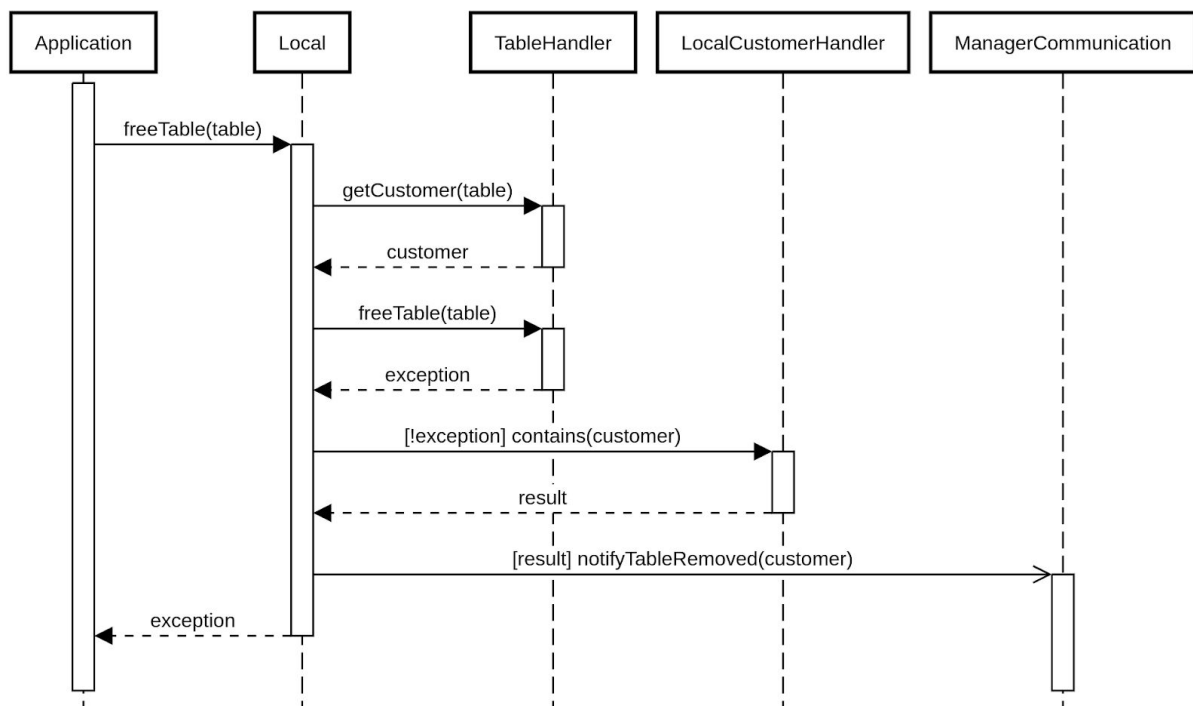 Application
Local
TableHandler
LocalCustomerHandler
ManagerCommunication
freeTable(table)
getCustomer(table)
customer
freeTable(table)
exception
[!exception] contains(customer)
result
[result] notifyTableRemoved(customer)
exception